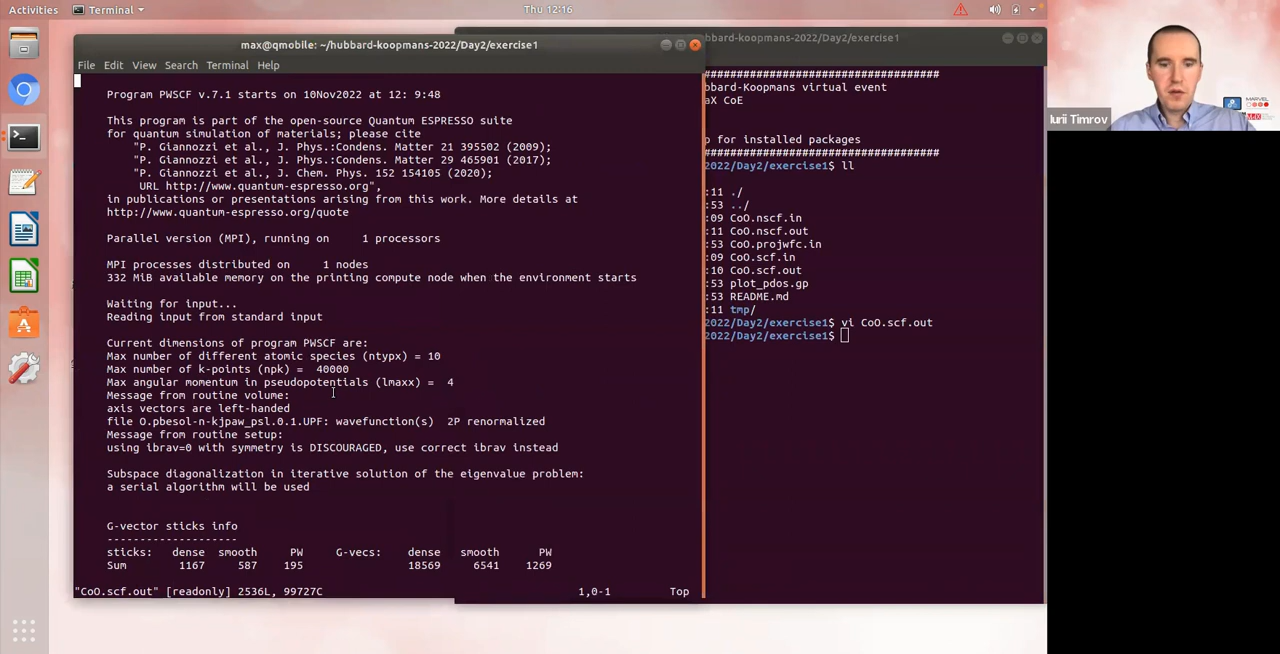 Activities
Terminal
Thu 12:16
max@qmobile: ~/hubbard-koopmans-2022/Day2/exercise1
File Edit View Search Terminal Help
Program PWSCF v.7.1 starts on 10Nov2022 at 12: 9:48
This program is part of the open-source Quantum ESPRESSO suite
for quantum simulation of materials; please cite
"P. Giannozzi et al., J. Phys.:Condens. Matter 21 395502 (2009);
"P. Giannozzi et al., J. Phys.:Condens. Matter 29 465901 (2017);
"P. Giannozzi et al., J. Chem. Phys. 152 154105 (2020);
URL http://www.quantum-espresso.org",
in publications or presentations arising from this work. More details at
http://www.quantum-espresso.org/quote
Parallel version (MPI), running on 1 processors
MPI processes distributed on 1 nodes
332 MiB available memory on the printing compute node when the environment starts
Waiting for input...
Reading input from standard input
Current dimensions of program PWSCF are:
Max number of different atomic species (ntypx) = 10
Max number of k-points (npk) = 40000
Max angular momentum in pseudopotentials (lmaxx) = 4
Message from routine volume:
axis vectors are left-handed
file O.pbesol-n-kjpaw_psl.0.1.UPF: wavefunction(s) 2P renormalized
Message from routine setup:
using ibrav=0 with symmetry is DISCOURAGED, use correct ibrav instead
Subspace diagonalization in iterative solution of the eigenvalue problem:
a serial algorithm will be used
G-vector sticks info
--------------------
sticks: dense smooth PW G-vecs: dense smooth PW
Sum 1167 587 195 18569 6541 1269
"CoO.scf.out" [readonly] 2536L, 99727C 1,0-1 Top
bbard-koopmans-2022/Day2/exercise1
####################################
bbard-Koopmans virtual event
aX CoE
p for installed packages
####################################
2022/Day2/exercise1$ ll
:11 ./
:53 ../
:09 CoO.nscf.in
:11 CoO.nscf.out
:53 CoO.projwfc.in
:09 CoO.scf.in
:10 CoO.scf.out
:53 plot_pdos.gp
:53 README.md
:11 tmp/
2022/Day2/exercise1$ vi CoO.scf.out
2022/Day2/exercise1$
Iurii Timrov
MARVEL